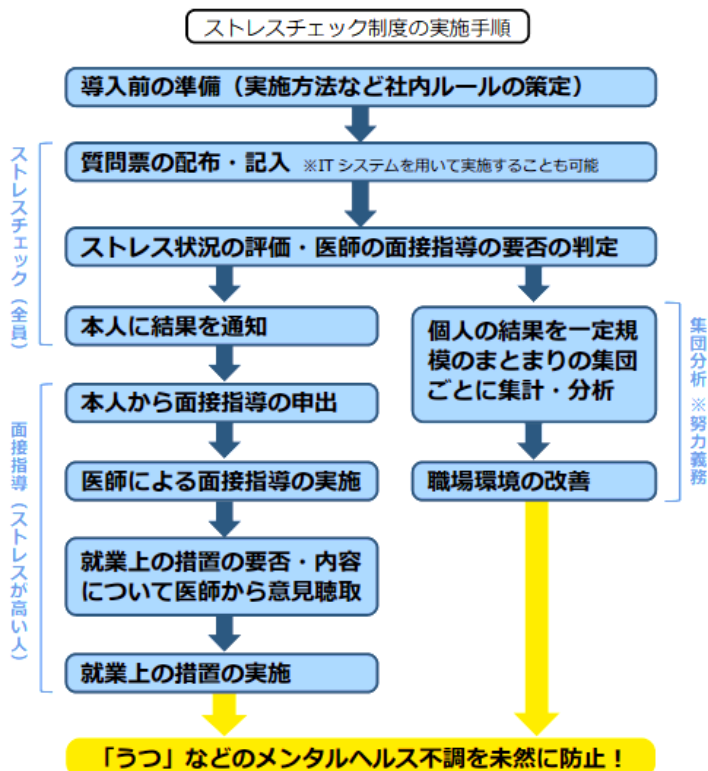 ストレスチェック制度の実施手順
導入前の準備（実施方法など社内ルールの策定）
ストレスチェック（全員）
質問票の配布・記入 ※ITシステムを用いて実施することも可能
ストレス状況の評価・医師の面接指導の要否の判定
本人に結果を通知
面接指導（ストレスが高い人）
本人から面接指導の申出
医師による面接指導の実施
就業上の措置の要否・内容
について医師から意見聴取
就業上の措置の実施
個人の結果を一定規
模のまとまりの集団
ごとに集計・分析
職場環境の改善
集団分析 ※努力義務
「うつ」などのメンタルヘルス不調を未然に防止！